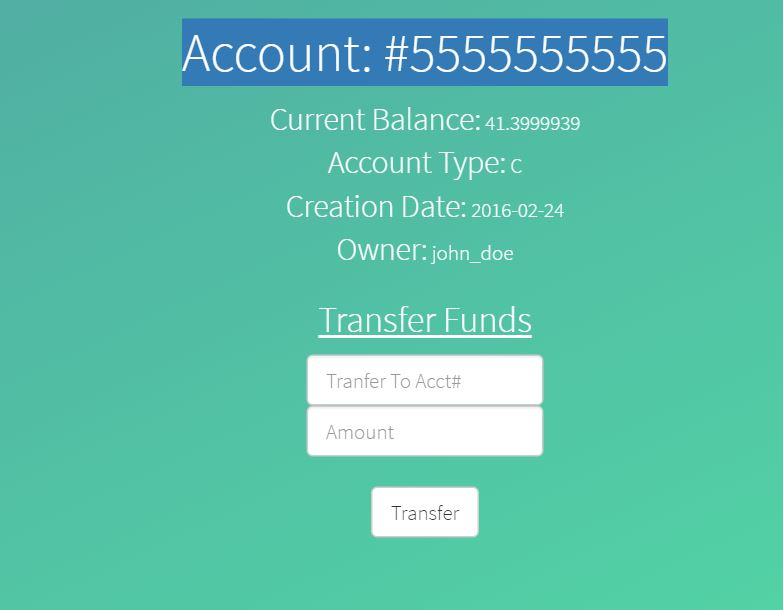 Account: #5555555555
Current Balance: 41.3999939
Account Type: C
Creation Date: 2016-02-24
Owner: john_doe
Transfer Funds
Tranfer To Acct#
Amount
Transfer